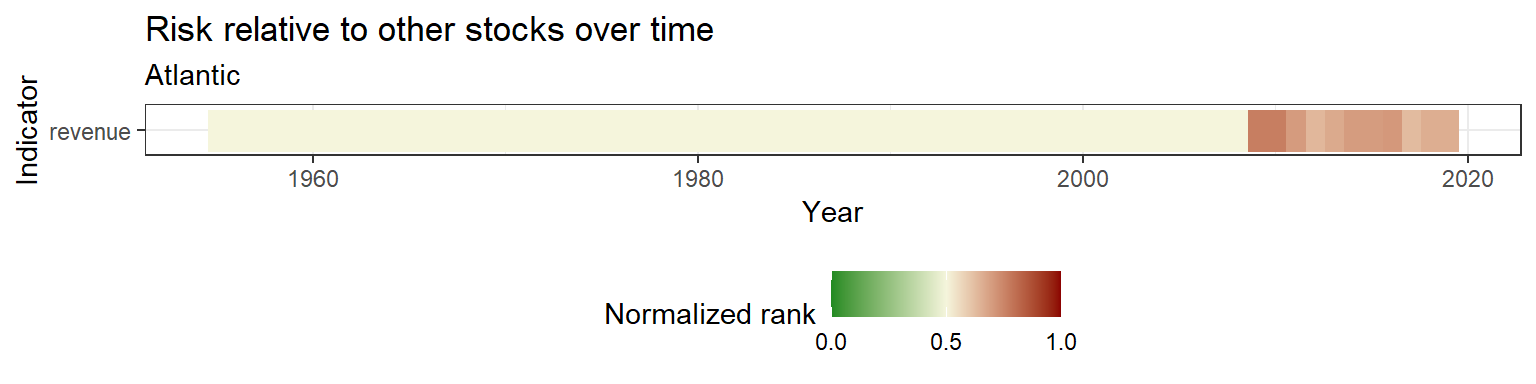 Risk relative to other stocks over time
Atlantic
Indicator
revenue
1960 1980 2000 2020
Year
Normalized rank
0.0 0.5 1.0